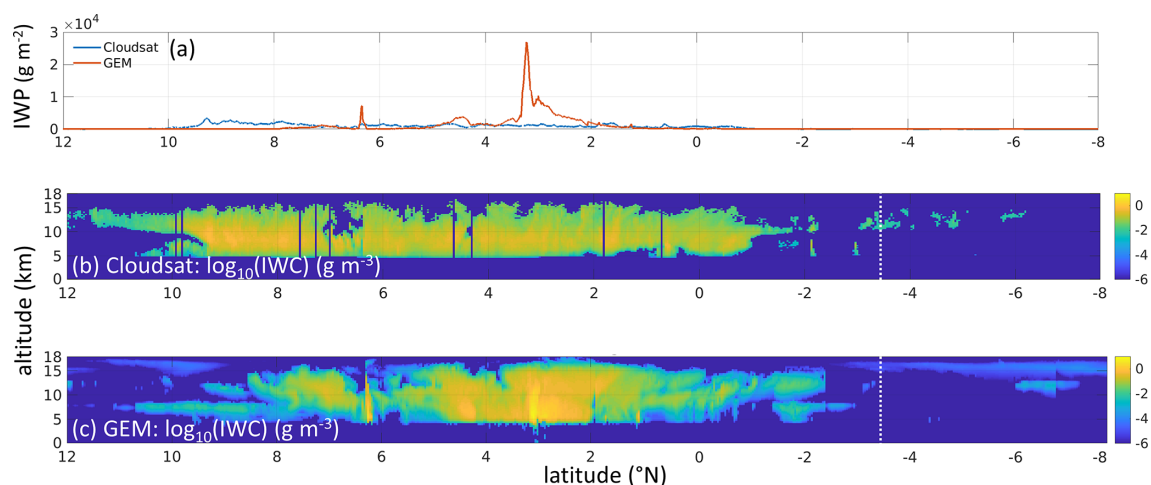 ×10⁴
3
2
1
0
IWP (g m⁻²)
Cloudsat
GEM
(a)
12 10 8 6 4 2 0 -2 -4 -6 -8
18
15
10
5
0
altitude (km)
(b) Cloudsat: log₁₀(IWC) (g m⁻³)
0
-2
-4
-6
12 10 8 6 4 2 0 -2 -4 -6 -8
18
15
10
5
0
(c) GEM: log₁₀(IWC) (g m⁻³)
0
-2
-4
-6
12 10 8 6 4 2 0 -2 -4 -6 -8
latitude (°N)